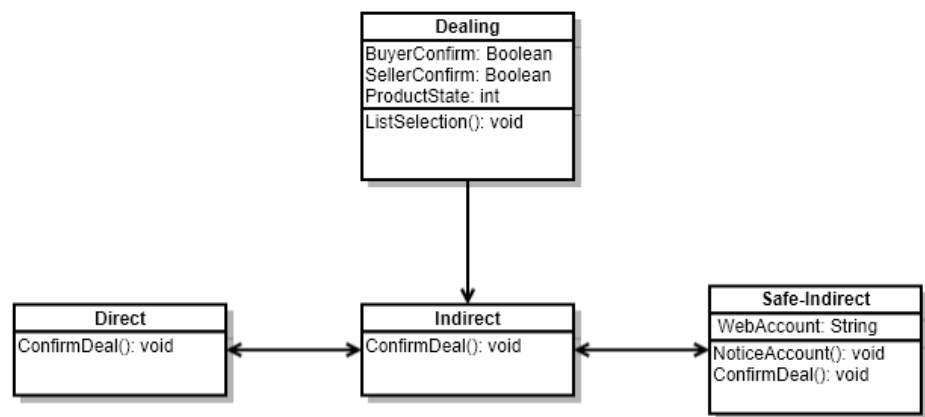 Dealing
BuyerConfirm: Boolean
SellerConfirm: Boolean
ProductState: int
ListSelection(): void
Direct
ConfirmDeal(): void
Indirect
ConfirmDeal(): void
Safe-Indirect
WebAccount: String
NoticeAccount(): void
ConfirmDeal(): void